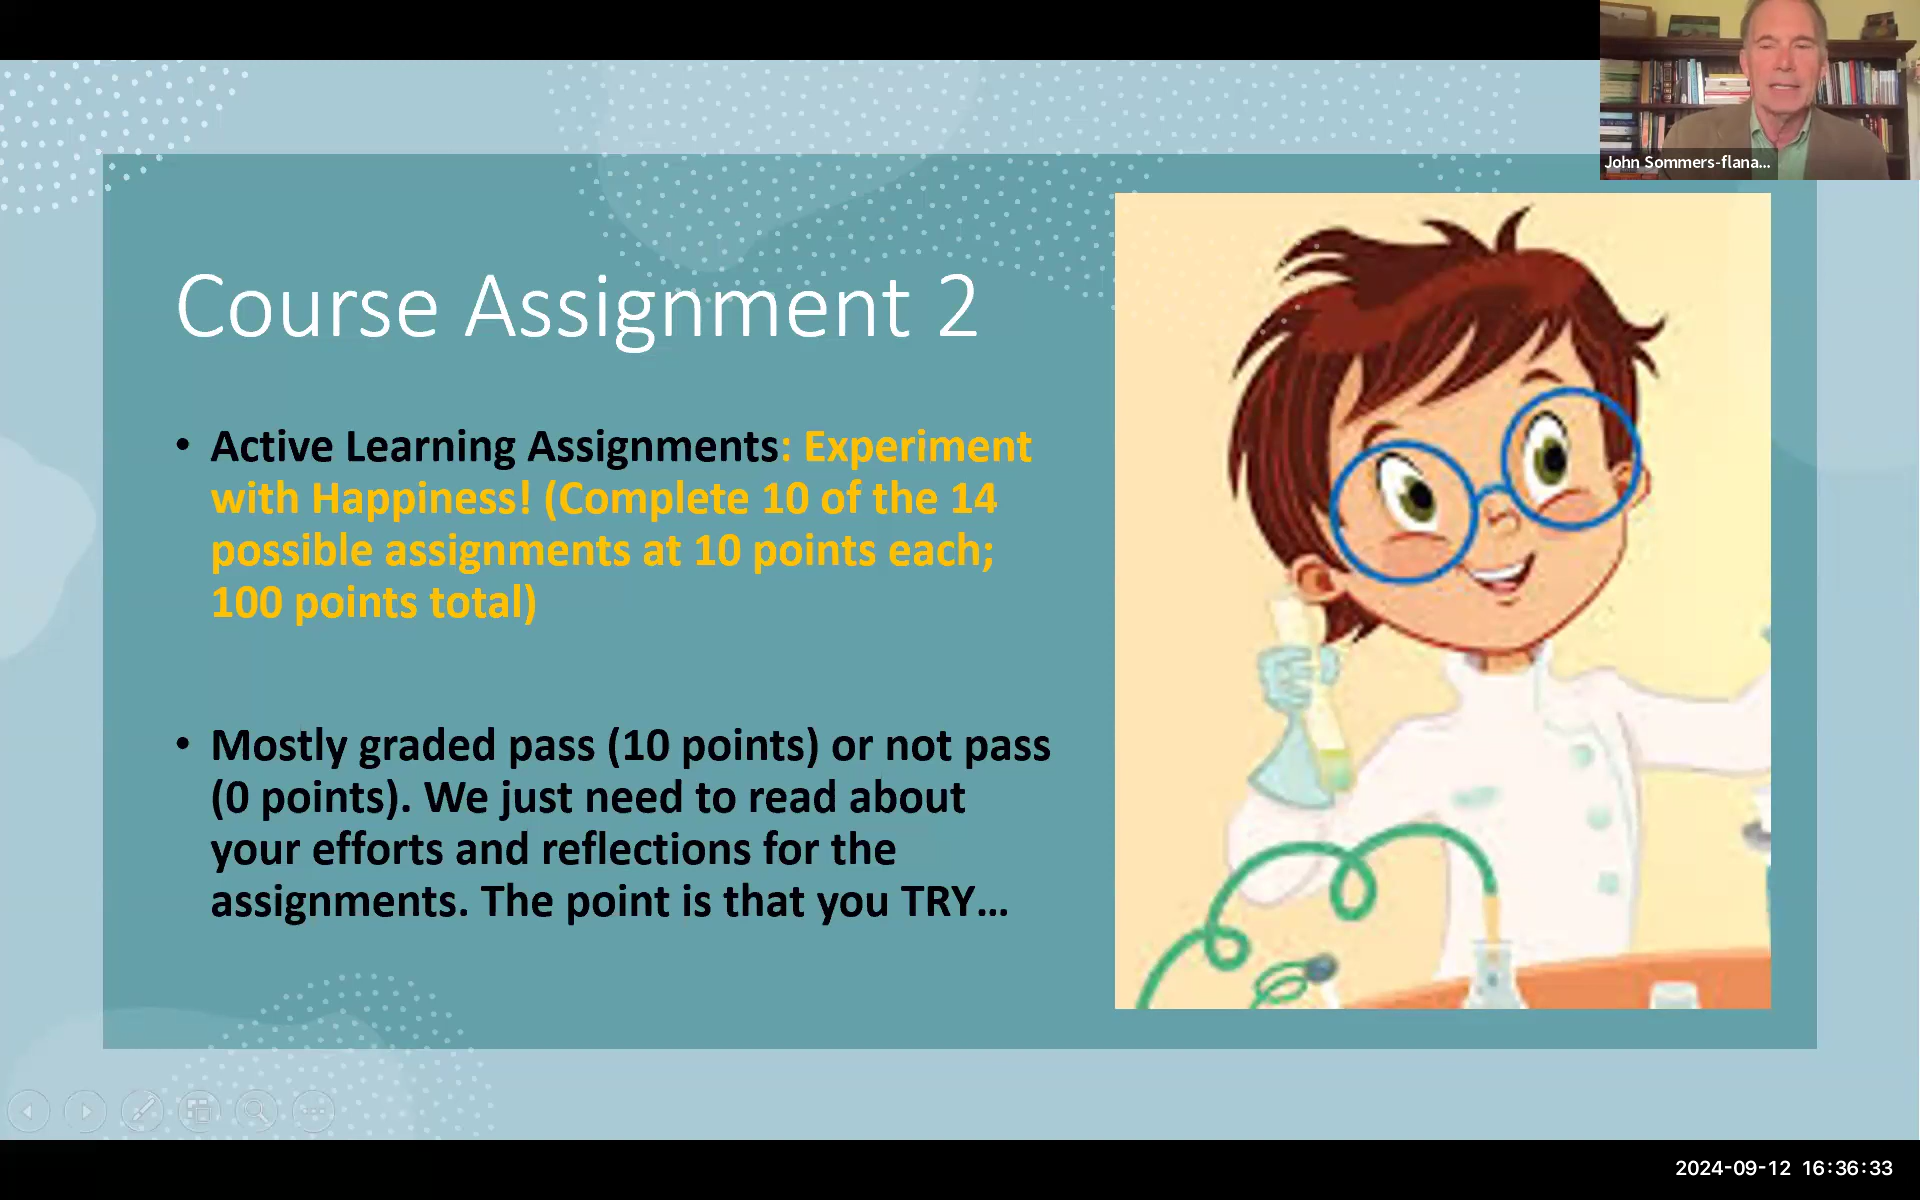 John Sommers-flana...
Course Assignment 2
• Active Learning Assignments: Experiment
with Happiness! (Complete 10 of the 14
possible assignments at 10 points each;
100 points total)
• Mostly graded pass (10 points) or not pass
(0 points). We just need to read about
your efforts and reflections for the
assignments. The point is that you TRY...
2024-09-12 16:36:33